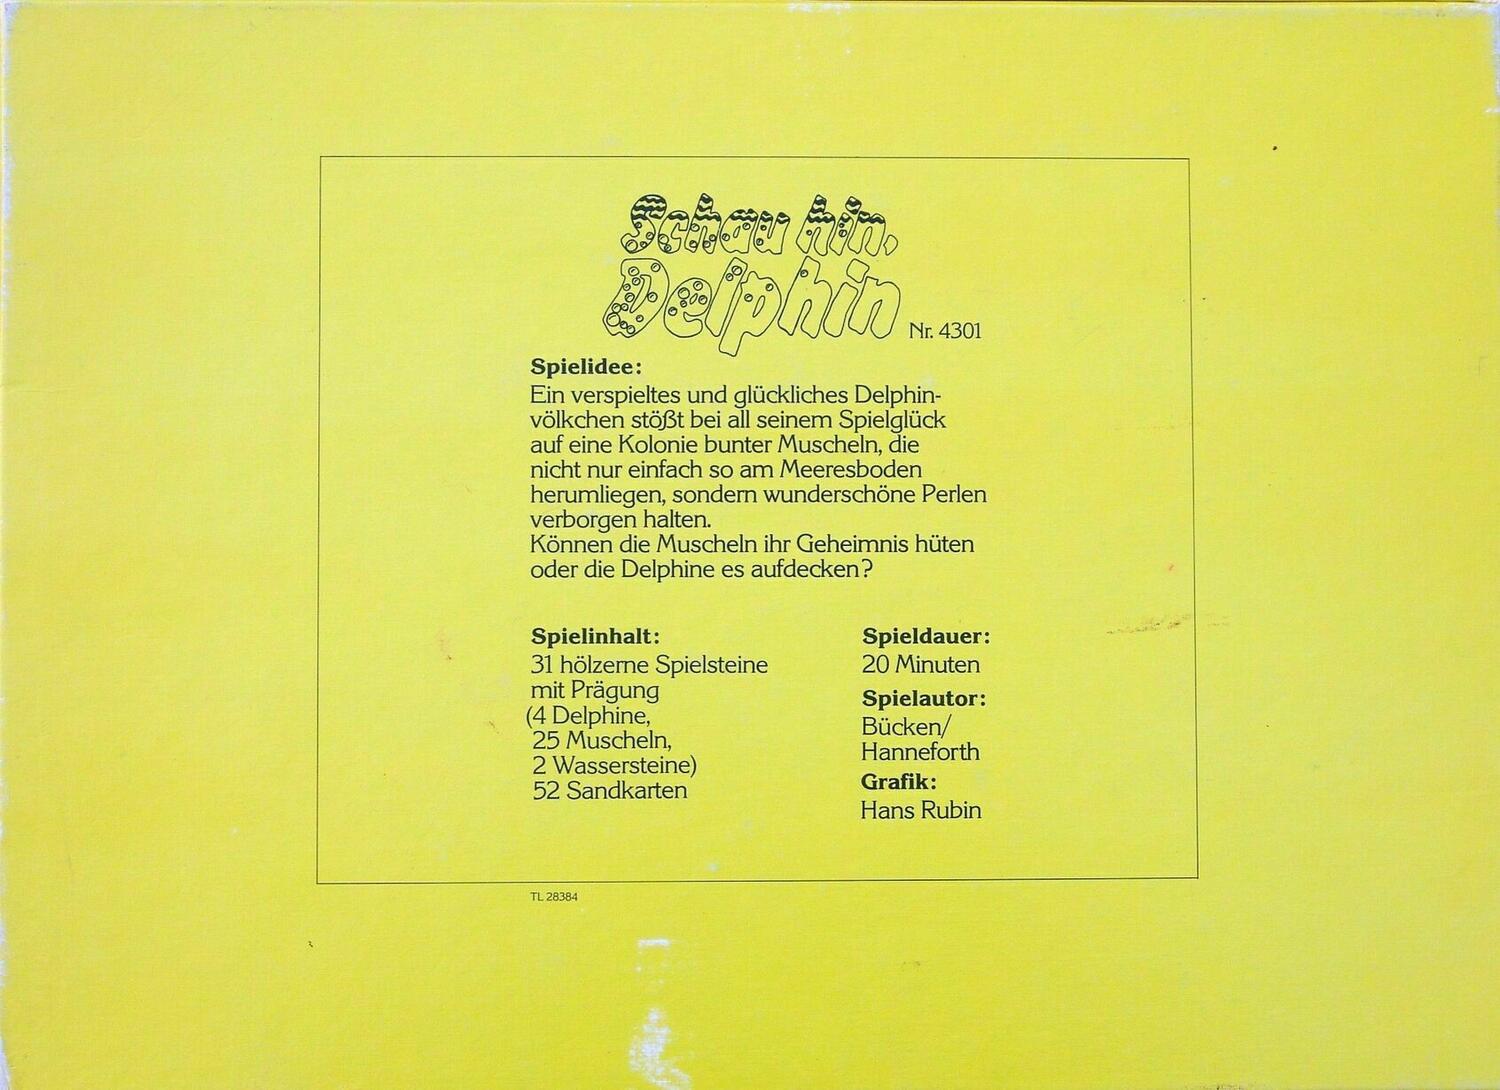 Schau hin,
Delphin
Nr. 4301
Spielidee:
Ein verspieltes und glückliches Delphin-
völkchen stößt bei all seinem Spielglück
auf eine Kolonie bunter Muscheln, die
nicht nur einfach so am Meeresboden
herumliegen, sondern wunderschöne Perlen
verborgen halten.
Können die Muscheln ihr Geheimnis hüten
oder die Delphine es aufdecken?
Spielinhalt:
31 hölzerne Spielsteine
mit Prägung
(4 Delphine,
25 Muscheln,
2 Wassersteine)
52 Sandkarten
Spieldauer:
20 Minuten
Spielautor:
Bücken/
Hanneforth
Grafik:
Hans Rubin
TL 28384